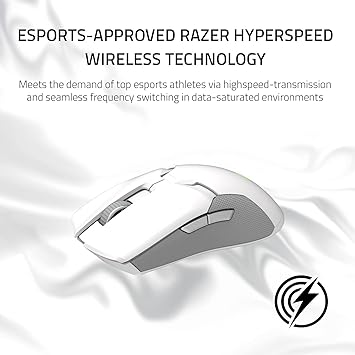 ESPORTS-APPROVED RAZER HYPERSPEED
WIRELESS TECHNOLOGY
Meets the demand of top esports athletes via highspeed-transmission
and seamless frequency switching in data-saturated environments